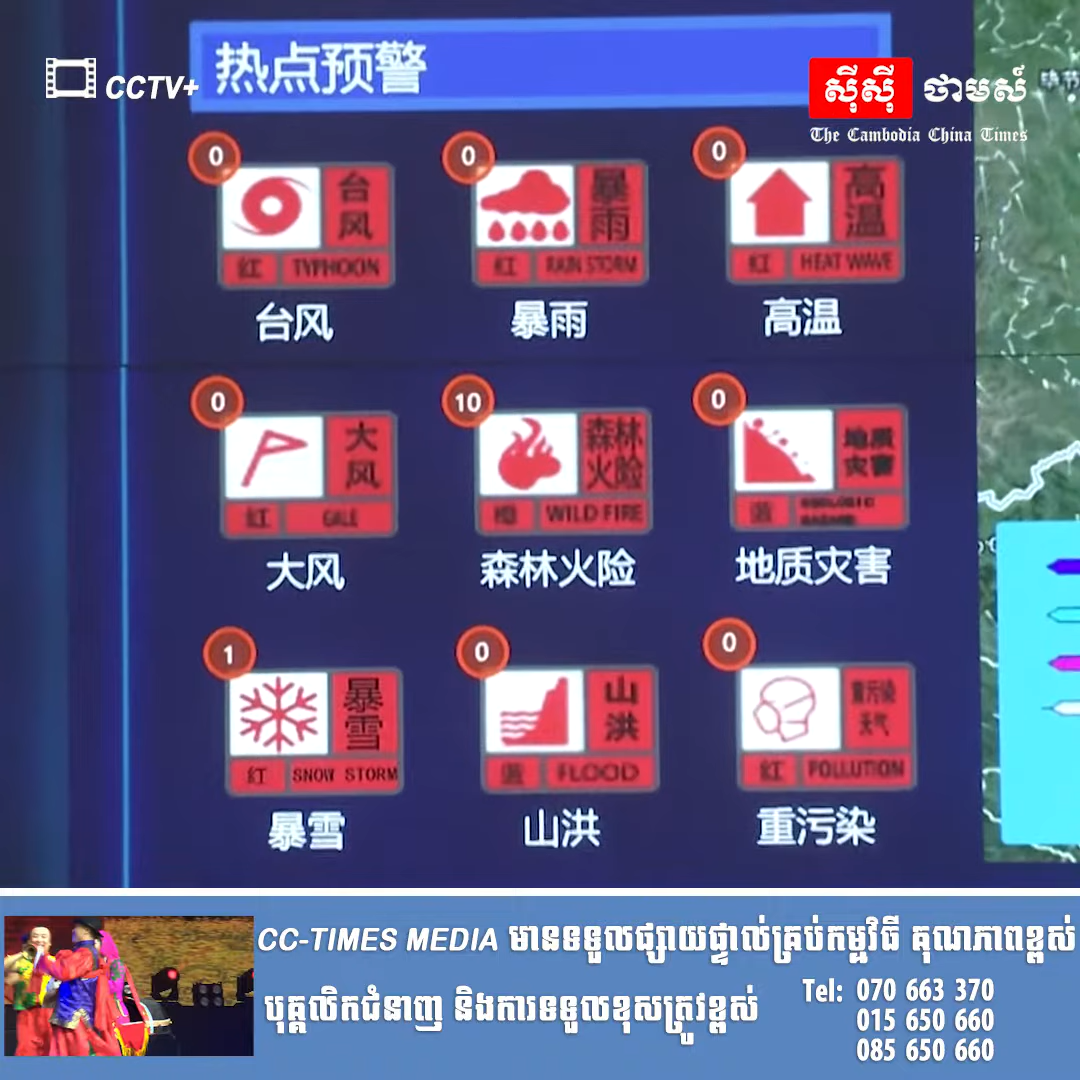 CCTV+
热点预警
ស៊ីស៊ី ថាមស៍
The Cambodia China Times
0
台风
红 TYPHOON
台风
0
暴雨
红 RAIN STORM
暴雨
0
高温
红 HEAT WAVE
高温
0
大风
红 GALE
大风
10
森林火险
橙 WILD FIRE
森林火险
0
地质灾害
地质灾害
1
暴雪
红 SNOW STORM
暴雪
0
山洪
FLOOD
山洪
0
重污染天气
红 POLLUTION
重污染
CC-TIMES MEDIA មានទទួលផ្សាយផ្ទាល់គ្រប់កម្មវិធី គុណភាពខ្ពស់
បុគ្គលិកជំនាញ និងការទទួលខុសត្រូវខ្ពស់
Tel: 070 663 370
015 650 660
085 650 660